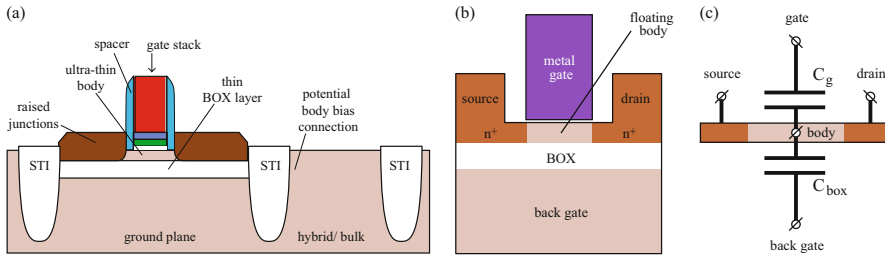 (a)
spacer
gate stack
ultra-thin
body
thin
BOX layer
raised
junctions
potential
body bias
connection
STI
STI
STI
ground plane
hybrid/ bulk
(b)
floating
body
metal
gate
source
drain
n+
n+
BOX
back gate
(c)
gate
source
drain
Cg
body
Cbox
back gate